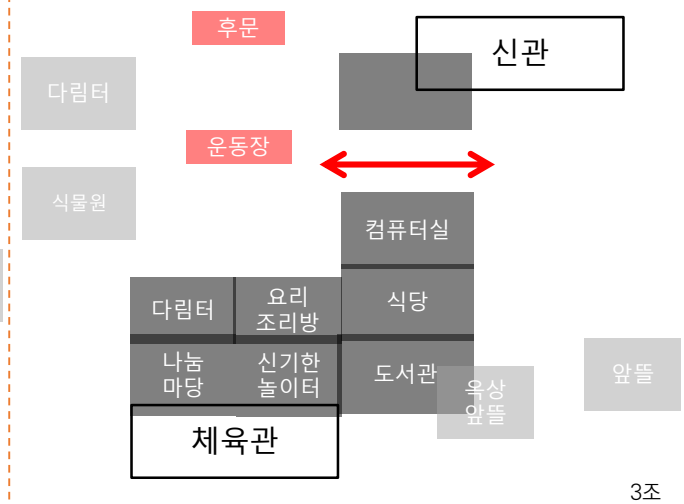 후문
신관
다림터
운동장
식물원
컴퓨터실
다림터
요리
조리방
식당
나눔
마당
신기한
놀이터
도서관
옥상
앞뜰
앞뜰
체육관
3조